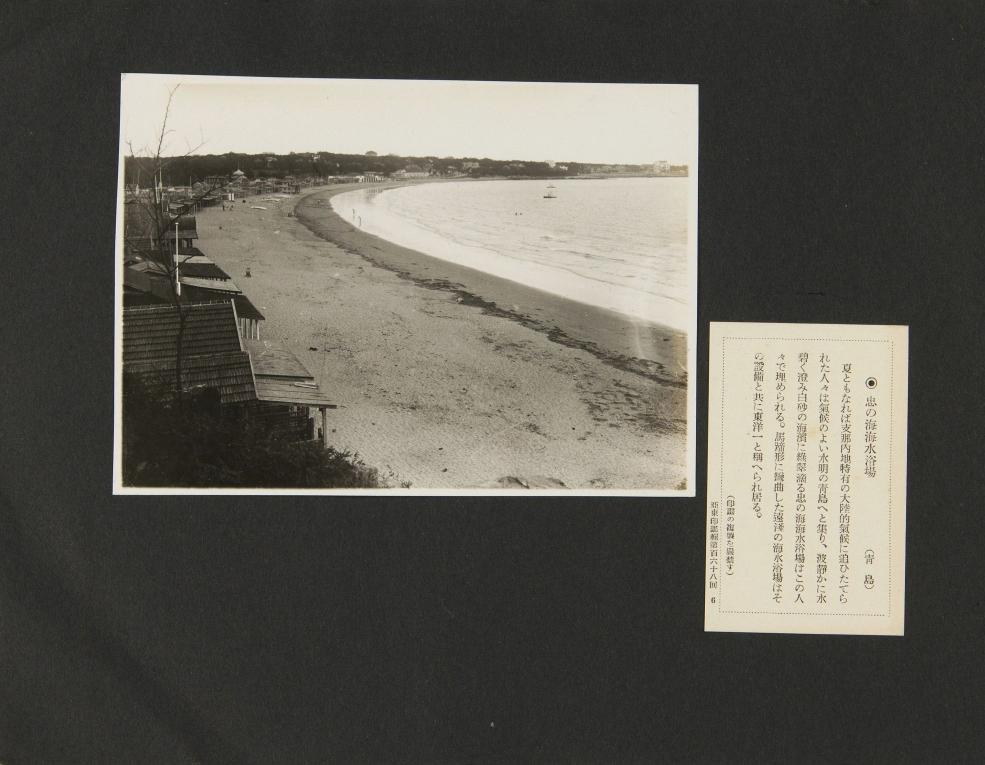 ◉ 忠の海海水浴場 (青島)
夏ともなれば支那内地特有の大陸的氣候に追ひたてら
れた人々は氣候のよい水明の青島へと集り、波靜かに水
碧く澄み白砂の海濱に綠翠滴る忠の海海水浴場はこの人
々で埋められる。馬蹄形に彎曲した遠淺の海水浴場はそ
の設備と共に東洋一と稱へられ居る。
(印畫の複製を嚴禁す)
亞東印畫輯第百六十八回 6